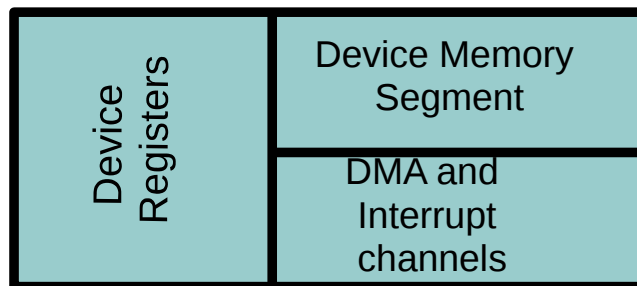 Device
Registers
Device Memory
Segment
DMA and
Interrupt
channels